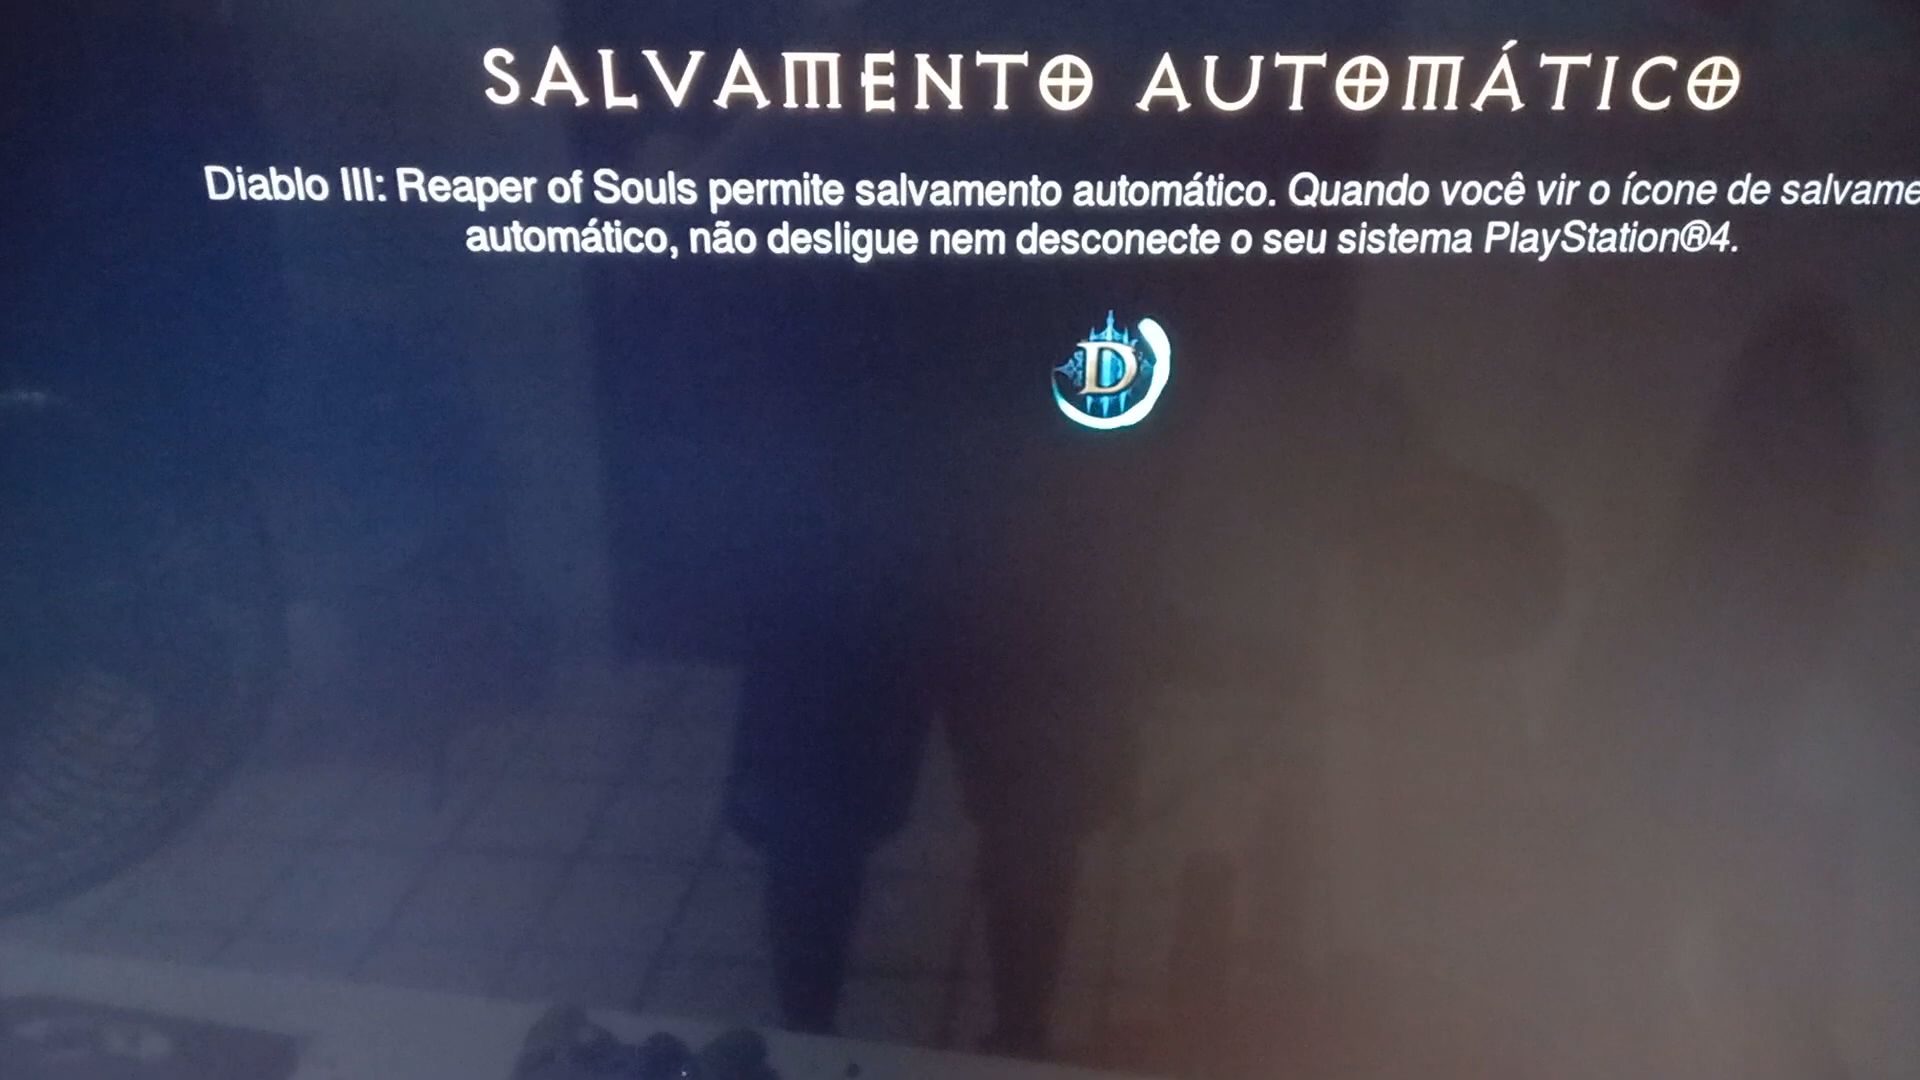 SALVAMENTO AUTOMÁTICO
Diablo III: Reaper of Souls permite salvamento automático. Quando você vir o ícone de salvame
automático, não desligue nem desconecte o seu sistema PlayStation®4.
D